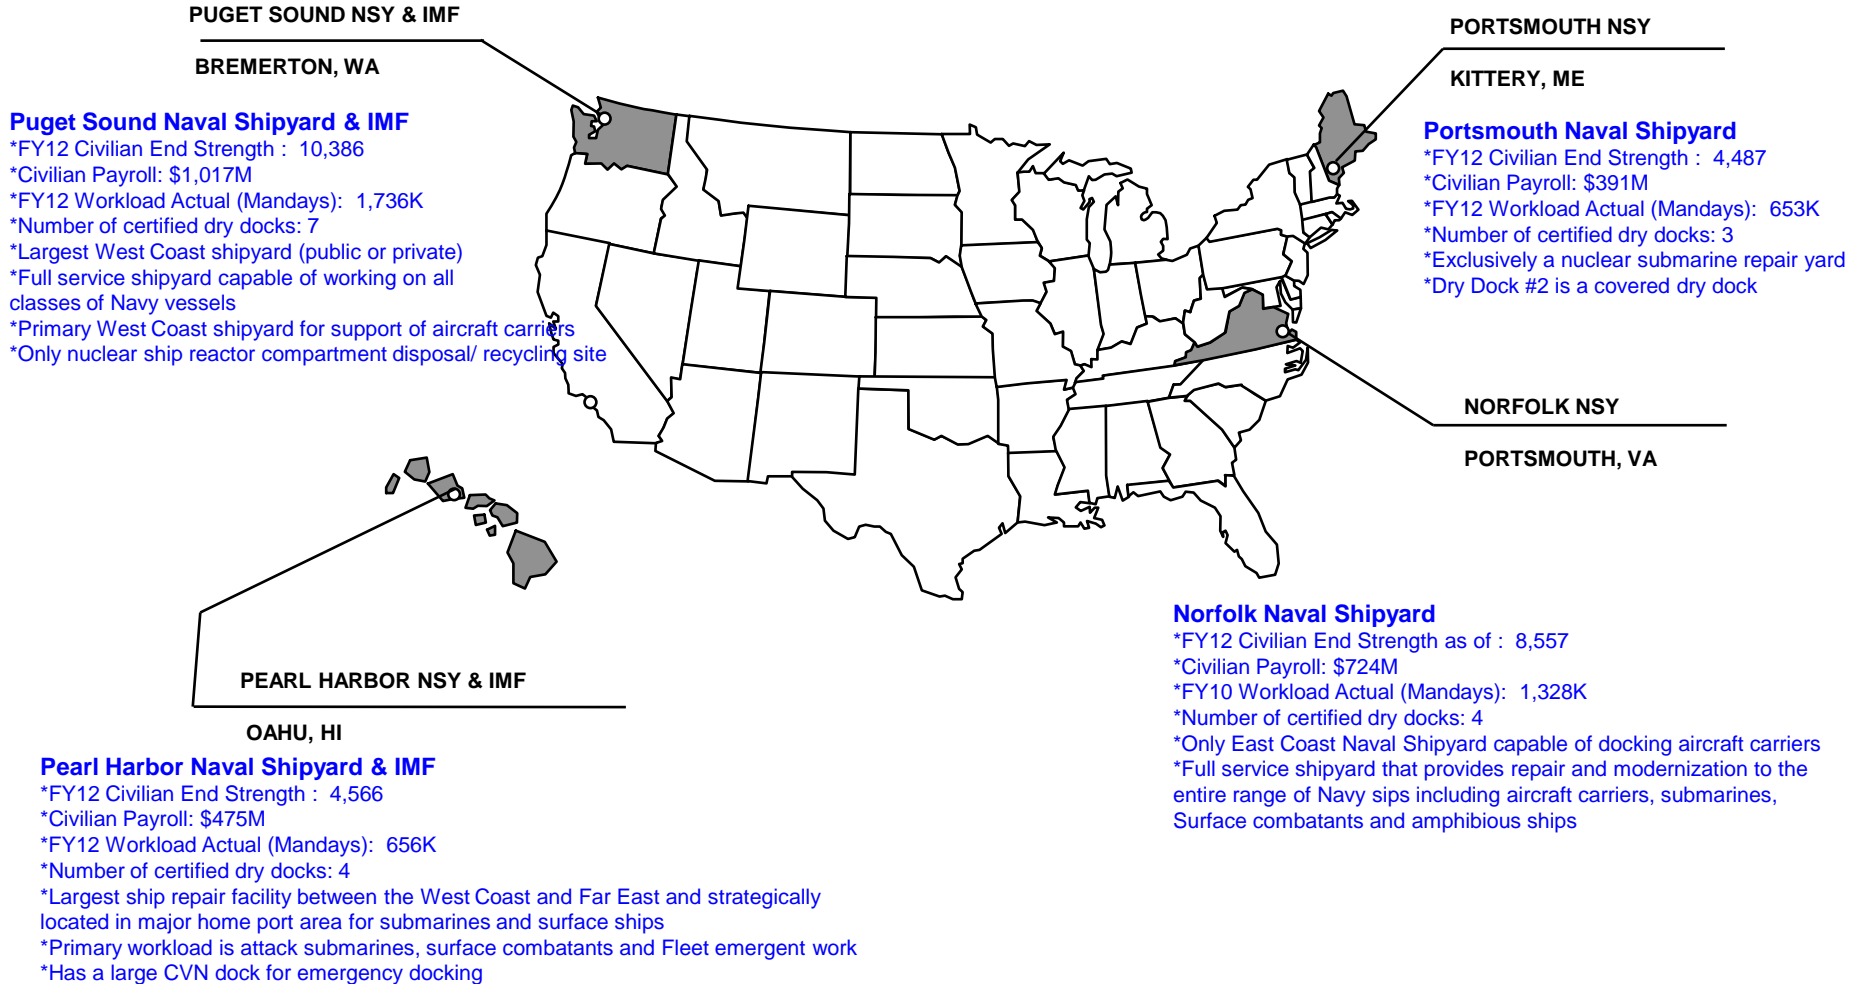 PUGET SOUND NSY & IMF
BREMERTON, WA
Puget Sound Naval Shipyard & IMF
*FY12 Civilian End Strength : 10,386
*Civilian Payroll: $1,017M
*FY12 Workload Actual (Mandays): 1,736K
*Number of certified dry docks: 7
*Largest West Coast shipyard (public or private)
*Full service shipyard capable of working on all
classes of Navy vessels
*Primary West Coast shipyard for support of aircraft carriers
*Only nuclear ship reactor compartment disposal/ recycling site
PORTSMOUTH NSY
KITTERY, ME
Portsmouth Naval Shipyard
*FY12 Civilian End Strength : 4,487
*Civilian Payroll: $391M
*FY12 Workload Actual (Mandays): 653K
*Number of certified dry docks: 3
*Exclusively a nuclear submarine repair yard
*Dry Dock #2 is a covered dry dock
NORFOLK NSY
PORTSMOUTH, VA
Norfolk Naval Shipyard
*FY12 Civilian End Strength as of : 8,557
*Civilian Payroll: $724M
*FY10 Workload Actual (Mandays): 1,328K
*Number of certified dry docks: 4
*Only East Coast Naval Shipyard capable of docking aircraft carriers
*Full service shipyard that provides repair and modernization to the
entire range of Navy sips including aircraft carriers, submarines,
Surface combatants and amphibious ships
PEARL HARBOR NSY & IMF
OAHU, HI
Pearl Harbor Naval Shipyard & IMF
*FY12 Civilian End Strength : 4,566
*Civilian Payroll: $475M
*FY12 Workload Actual (Mandays): 656K
*Number of certified dry docks: 4
*Largest ship repair facility between the West Coast and Far East and strategically
located in major home port area for submarines and surface ships
*Primary workload is attack submarines, surface combatants and Fleet emergent work
*Has a large CVN dock for emergency docking